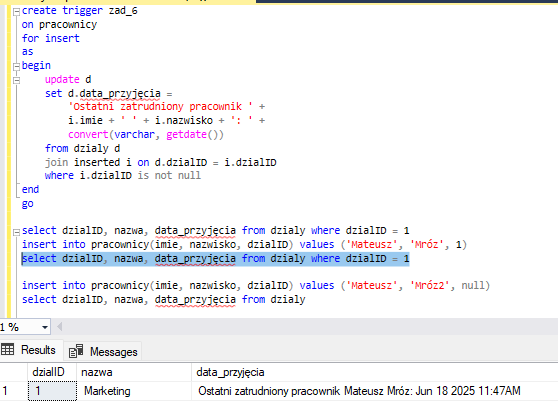 create trigger zad_6
on pracownicy
for insert
as
begin
update d
set d.data_przyjęcia =
'Ostatni zatrudniony pracownik ' +
i.imie + ' ' + i.nazwisko + ': ' +
convert(varchar, getdate())
from dzialy d
join inserted i on d.dzialID = i.dzialID
where i.dzialID is not null
end
go
select dzialID, nazwa, data_przyjęcia from dzialy where dzialID = 1
insert into pracownicy(imie, nazwisko, dzialID) values ('Mateusz', 'Mróz', 1)
select dzialID, nazwa, data_przyjęcia from dzialy where dzialID = 1
insert into pracownicy(imie, nazwisko, dzialID) values ('Mateusz', 'Mróz2', null)
select dzialID, nazwa, data_przyjęcia from dzialy
1 %
Results Messages
dzialID nazwa data_przyjęcia
1 1 Marketing Ostatni zatrudniony pracownik Mateusz Mróz: Jun 18 2025 11:47AM